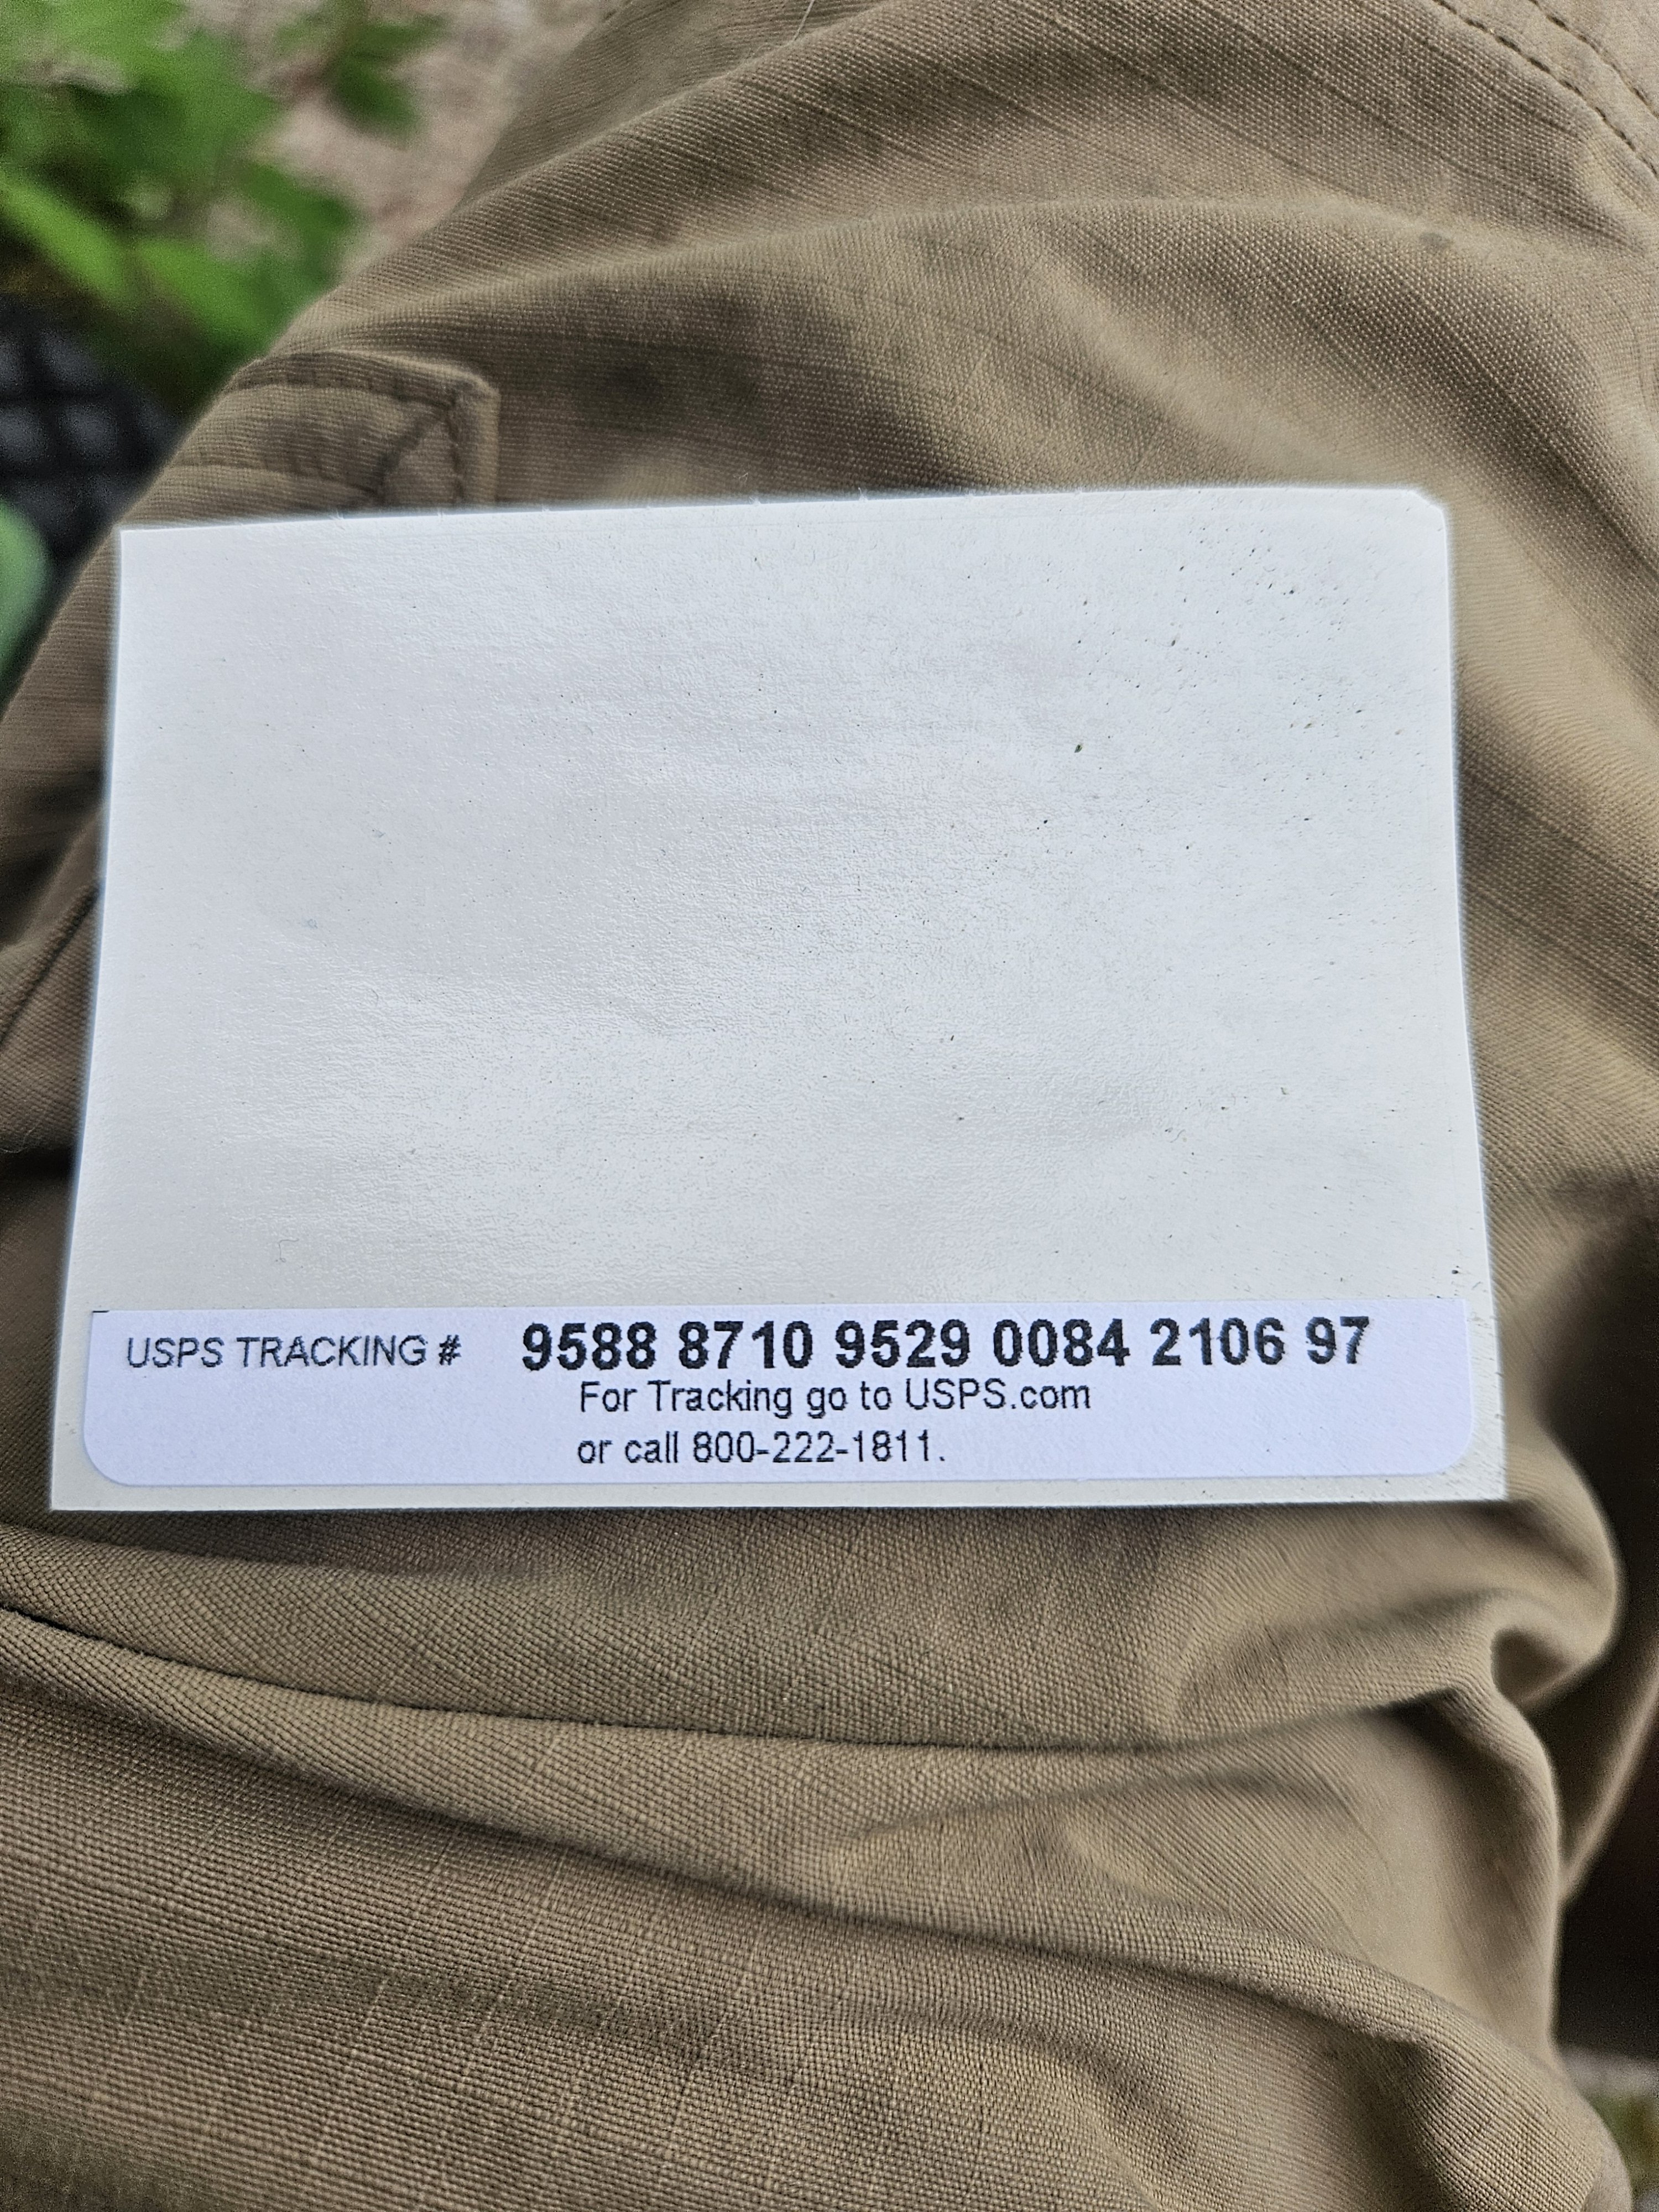 USPS TRACKING # 9588 8710 9529 0084 2106 97
For Tracking go to USPS.com
or call 800-222-1811.